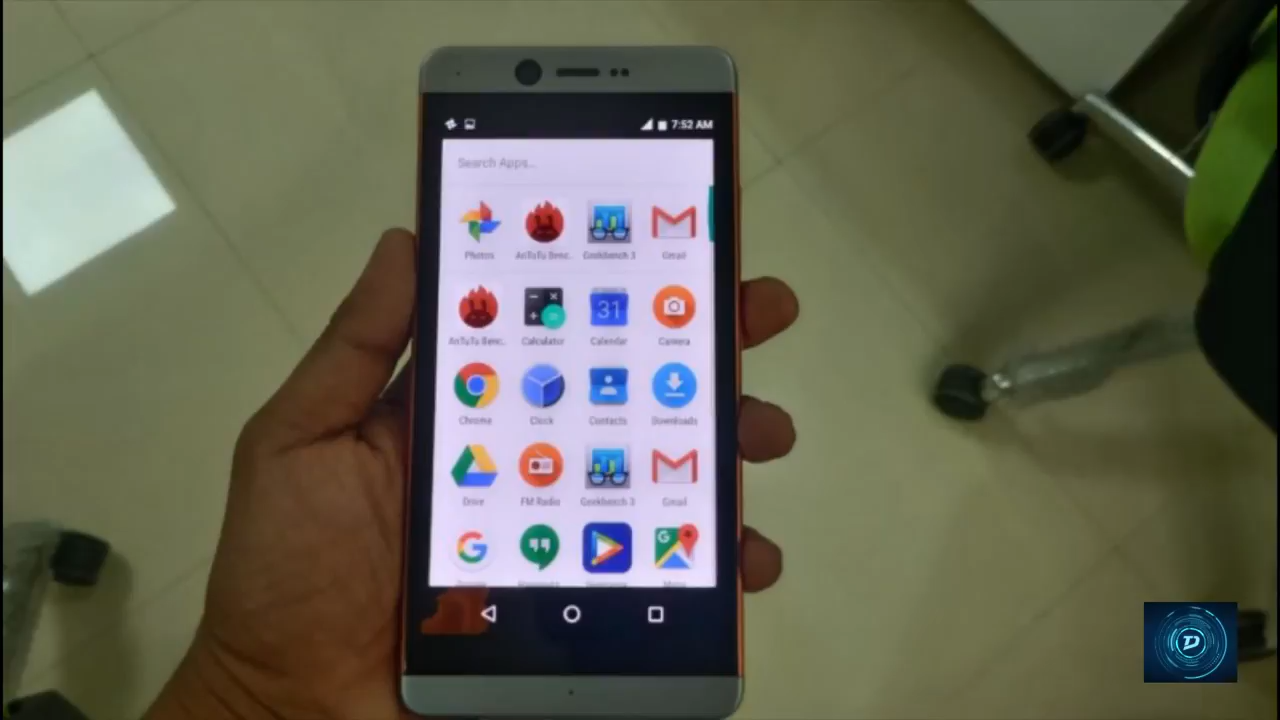 7:52 AM
Search Apps...
Photos AnTuTu Benc.. Geekbench 3 Gmail
31
AnTuTu Benc.. Calculator Calendar Camera
Chrome Clock Contacts Downloads
Drive FM Radio Geekbench 3 Gmail